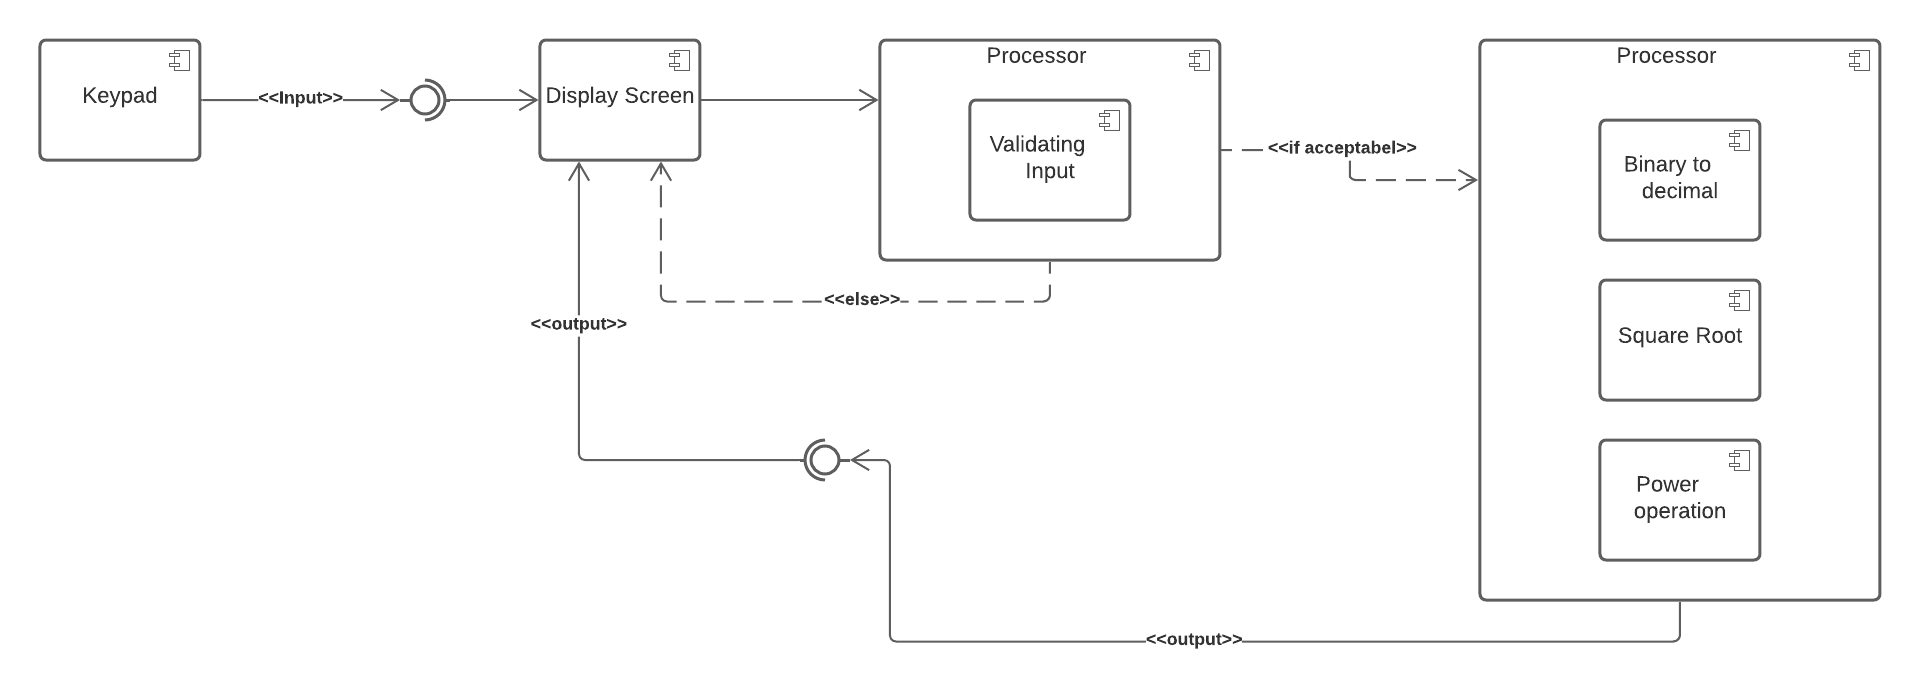 Keypad
<<Input>>
Display Screen
Processor
Validating
Input
<<if acceptabel>>
Processor
Binary to
decimal
Square Root
Power
operation
<<else>>
<<output>>
<<output>>